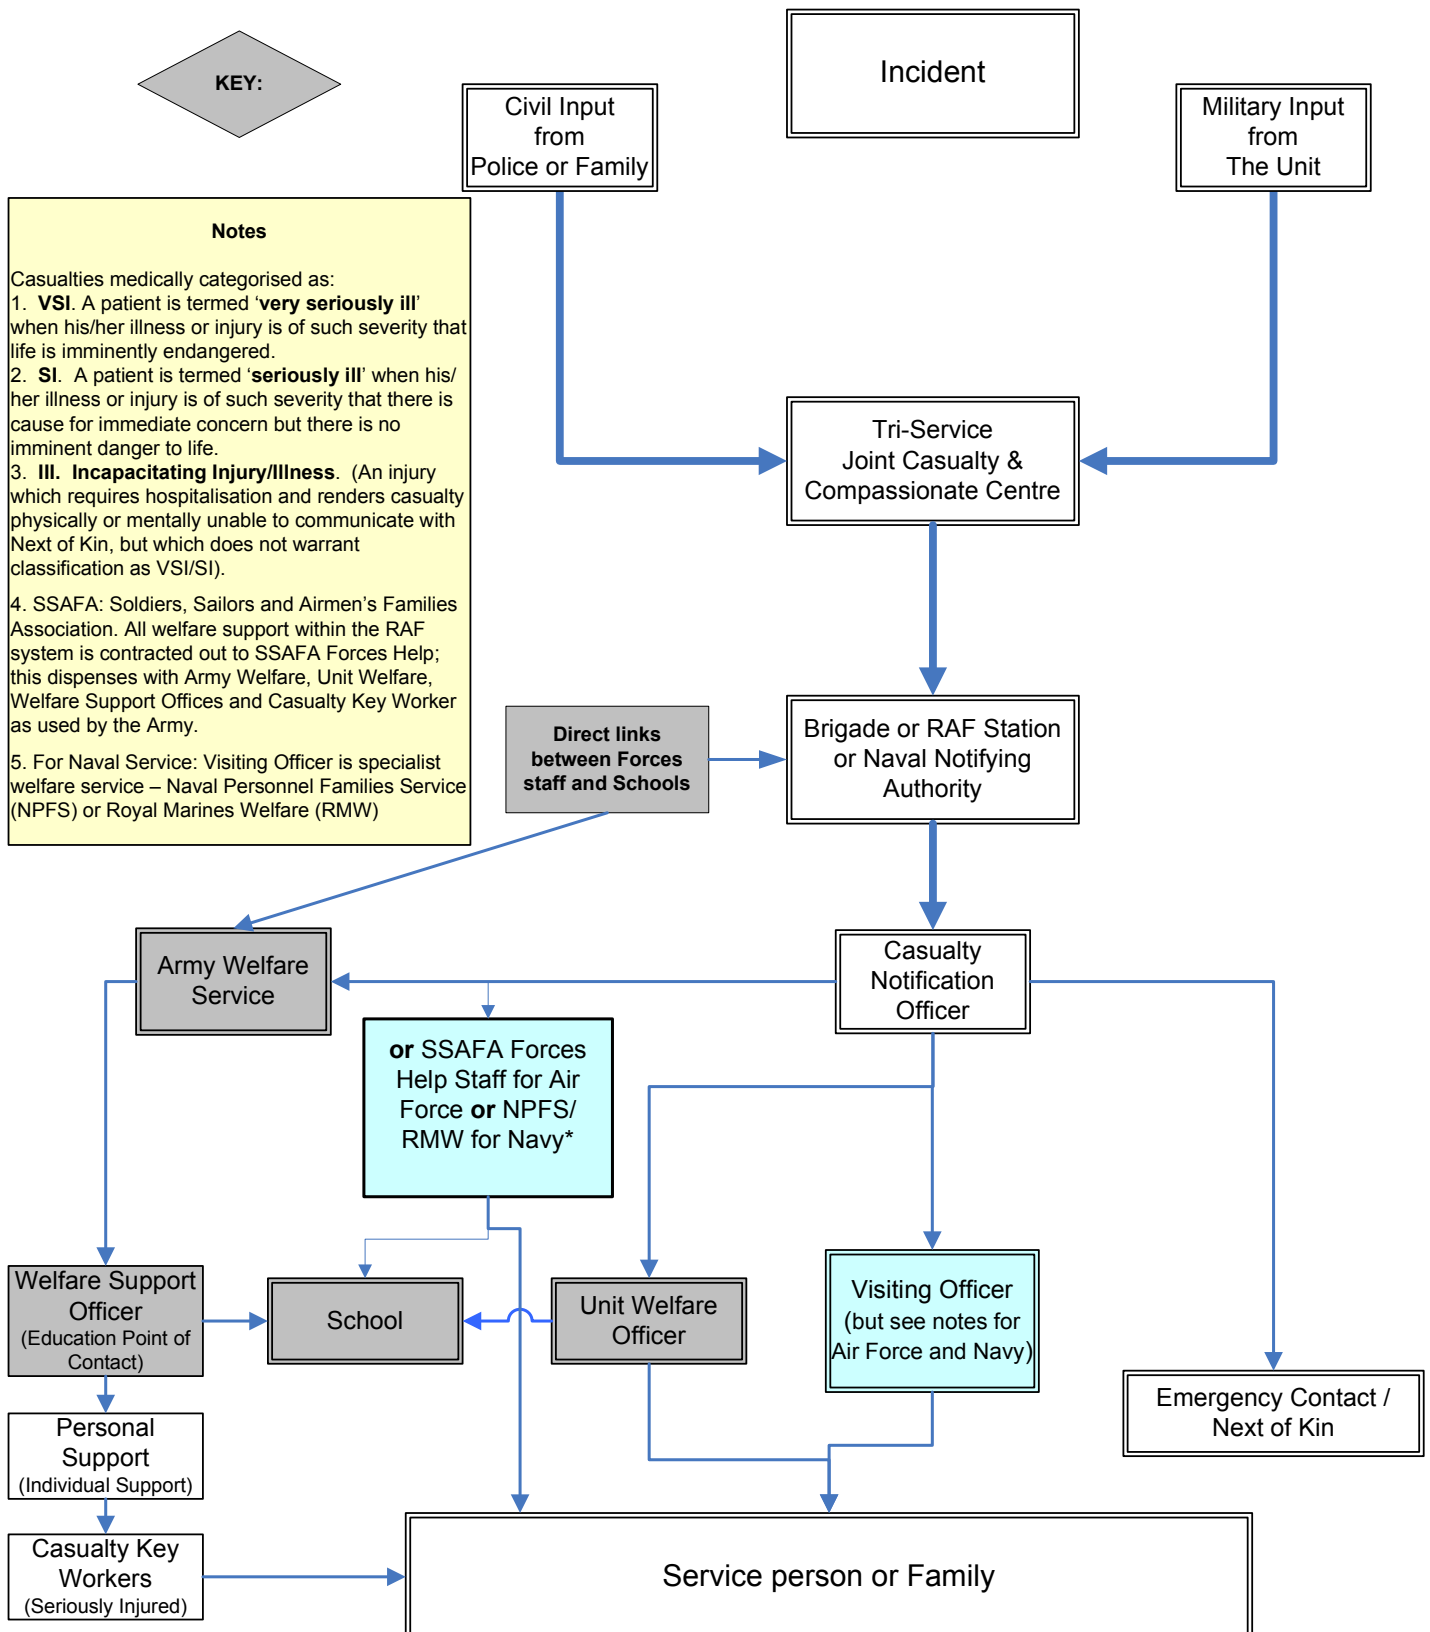 KEY:
Incident
Civil Input
from
Police or Family
Military Input
from
The Unit
Notes
Casualties medically categorised as:
1. VSI. A patient is termed ‘very seriously ill’
when his/her illness or injury is of such severity that
life is imminently endangered.
2. SI. A patient is termed ‘seriously ill’ when his/
her illness or injury is of such severity that there is
cause for immediate concern but there is no
imminent danger to life.
3. III. Incapacitating Injury/Illness. (An injury
which requires hospitalisation and renders casualty
physically or mentally unable to communicate with
Next of Kin, but which does not warrant
classification as VSI/SI).
4. SSAFA: Soldiers, Sailors and Airmen’s Families
Association. All welfare support within the RAF
system is contracted out to SSAFA Forces Help;
this dispenses with Army Welfare, Unit Welfare,
Welfare Support Offices and Casualty Key Worker
as used by the Army.
5. For Naval Service: Visiting Officer is specialist
welfare service – Naval Personnel Families Service
(NPFS) or Royal Marines Welfare (RMW)
Tri-Service
Joint Casualty &
Compassionate Centre
Direct links
between Forces
staff and Schools
Brigade or RAF Station
or Naval Notifying
Authority
Army Welfare
Service
Casualty
Notification
Officer
or SSAFA Forces
Help Staff for Air
Force or NPFS/
RMW for Navy*
Welfare Support
Officer
(Education Point of
Contact)
School
Unit Welfare
Officer
Visiting Officer
(but see notes for
Air Force and Navy)
Emergency Contact /
Next of Kin
Personal
Support
(Individual Support)
Casualty Key
Workers
(Seriously Injured)
Service person or Family